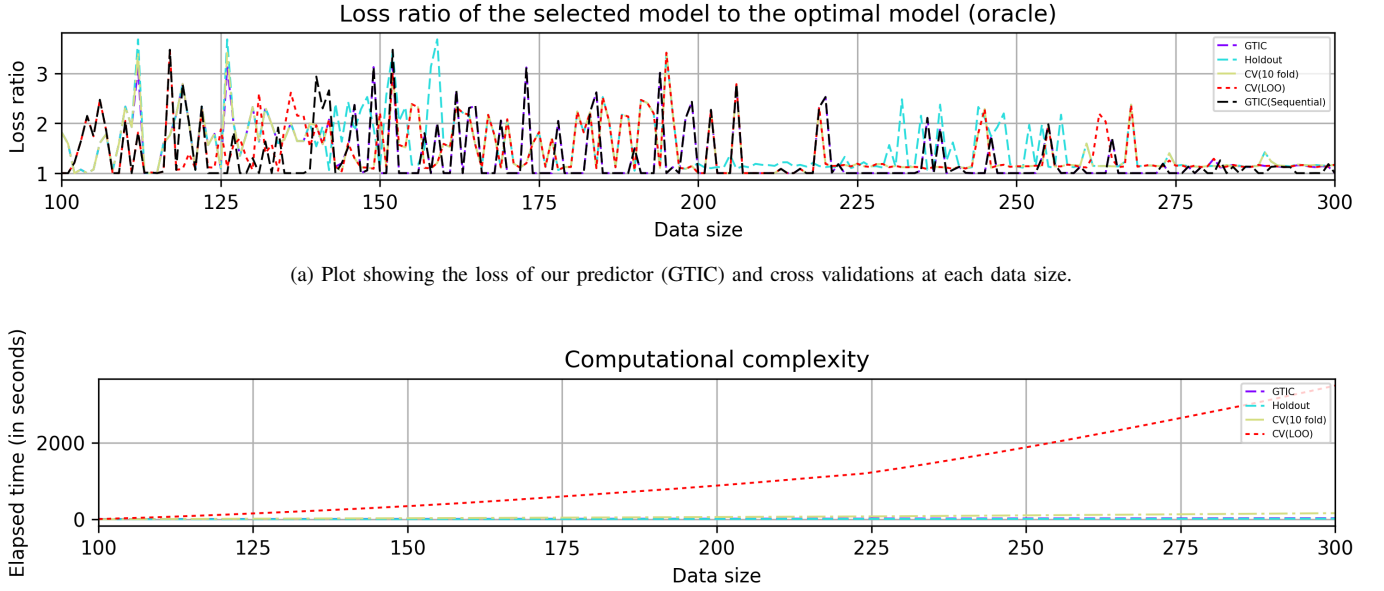 Loss ratio of the selected model to the optimal model (oracle)
Loss ratio
3
2
1
GTIC
Holdout
CV(10 fold)
CV(LOO)
GTIC(Sequential)
100 125 150 175 200 225 250 275 300
Data size
(a) Plot showing the loss of our predictor (GTIC) and cross validations at each data size.
Computational complexity
Elapsed time (in seconds)
2000
0
GTIC
Holdout
CV(10 fold)
CV(LOO)
100 125 150 175 200 225 250 275 300
Data size